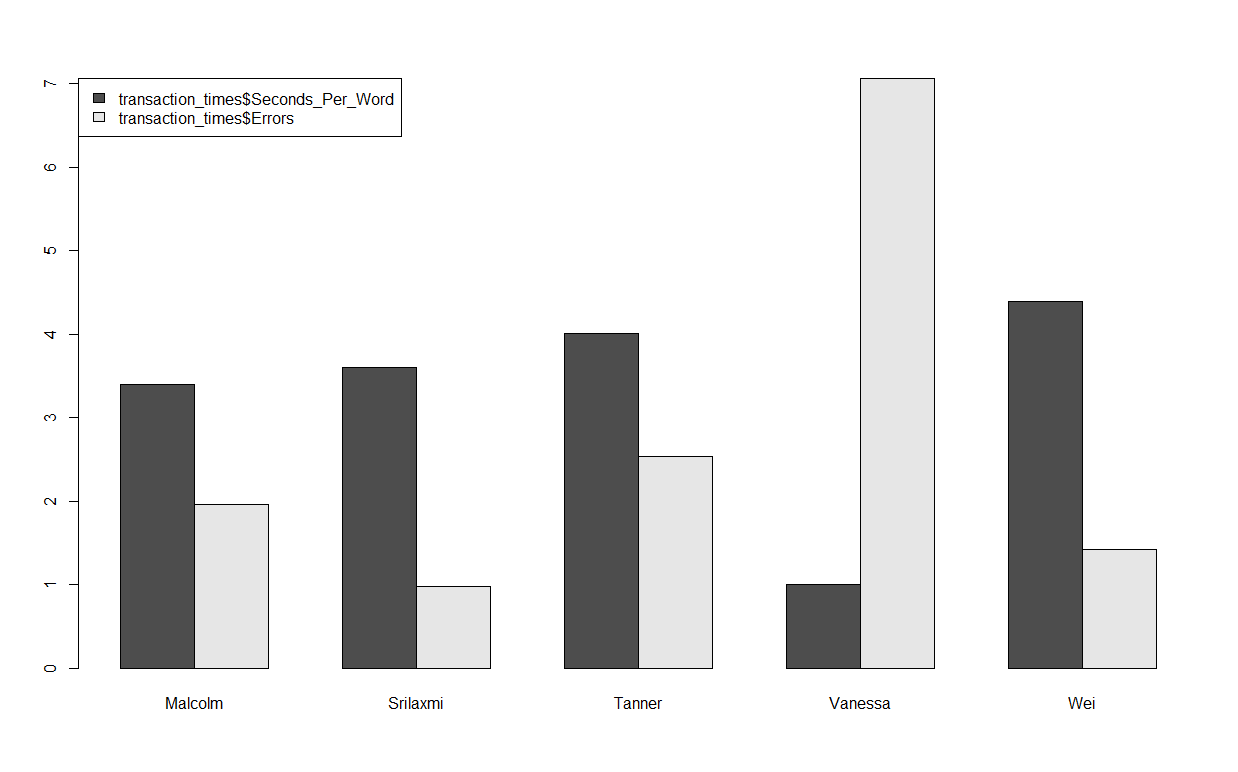 7
6
5
4
3
2
1
0
transaction_times$Seconds_Per_Word
transaction_times$Errors
Malcolm Srilaxmi Tanner Vanessa Wei